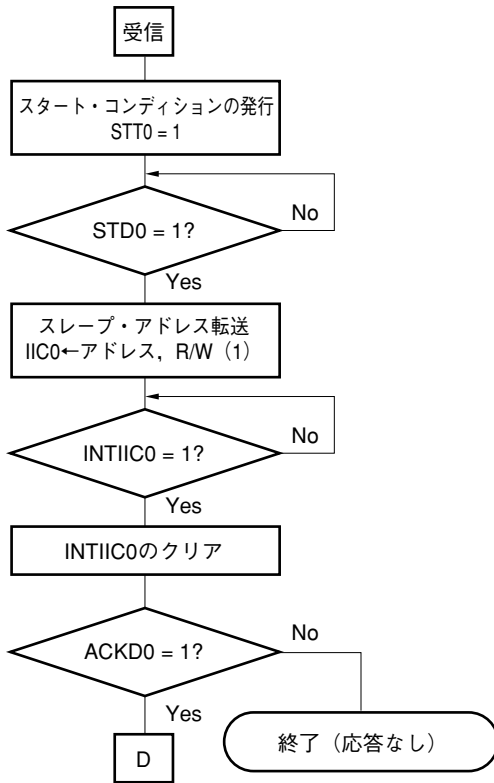 受信
スタート・コンディションの発行
STT0 = 1
No
STD0 = 1?
Yes
スレーブ・アドレス転送
IIC0←アドレス，R/W（1）
No
INTIIC0 = 1?
Yes
INTIIC0のクリア
No
ACKD0 = 1?
Yes
D
終了（応答なし）